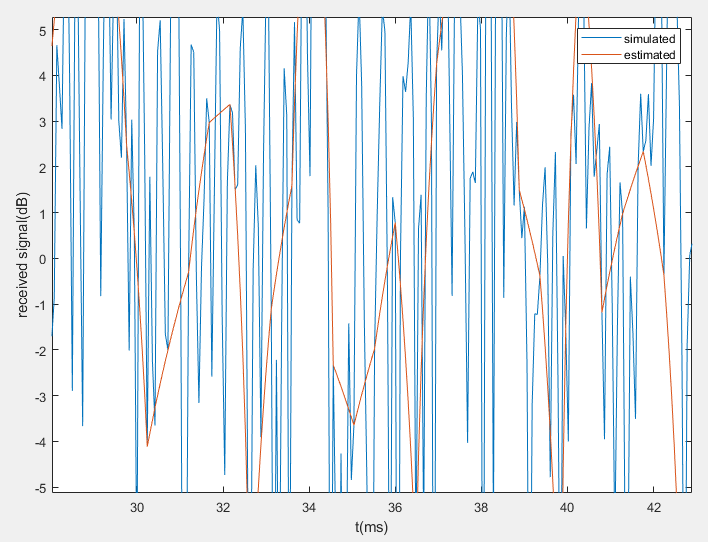 simulated
estimated
received signal(dB)
5
4
3
2
1
0
-1
-2
-3
-4
-5
30 32 34 36 38 40 42
t(ms)